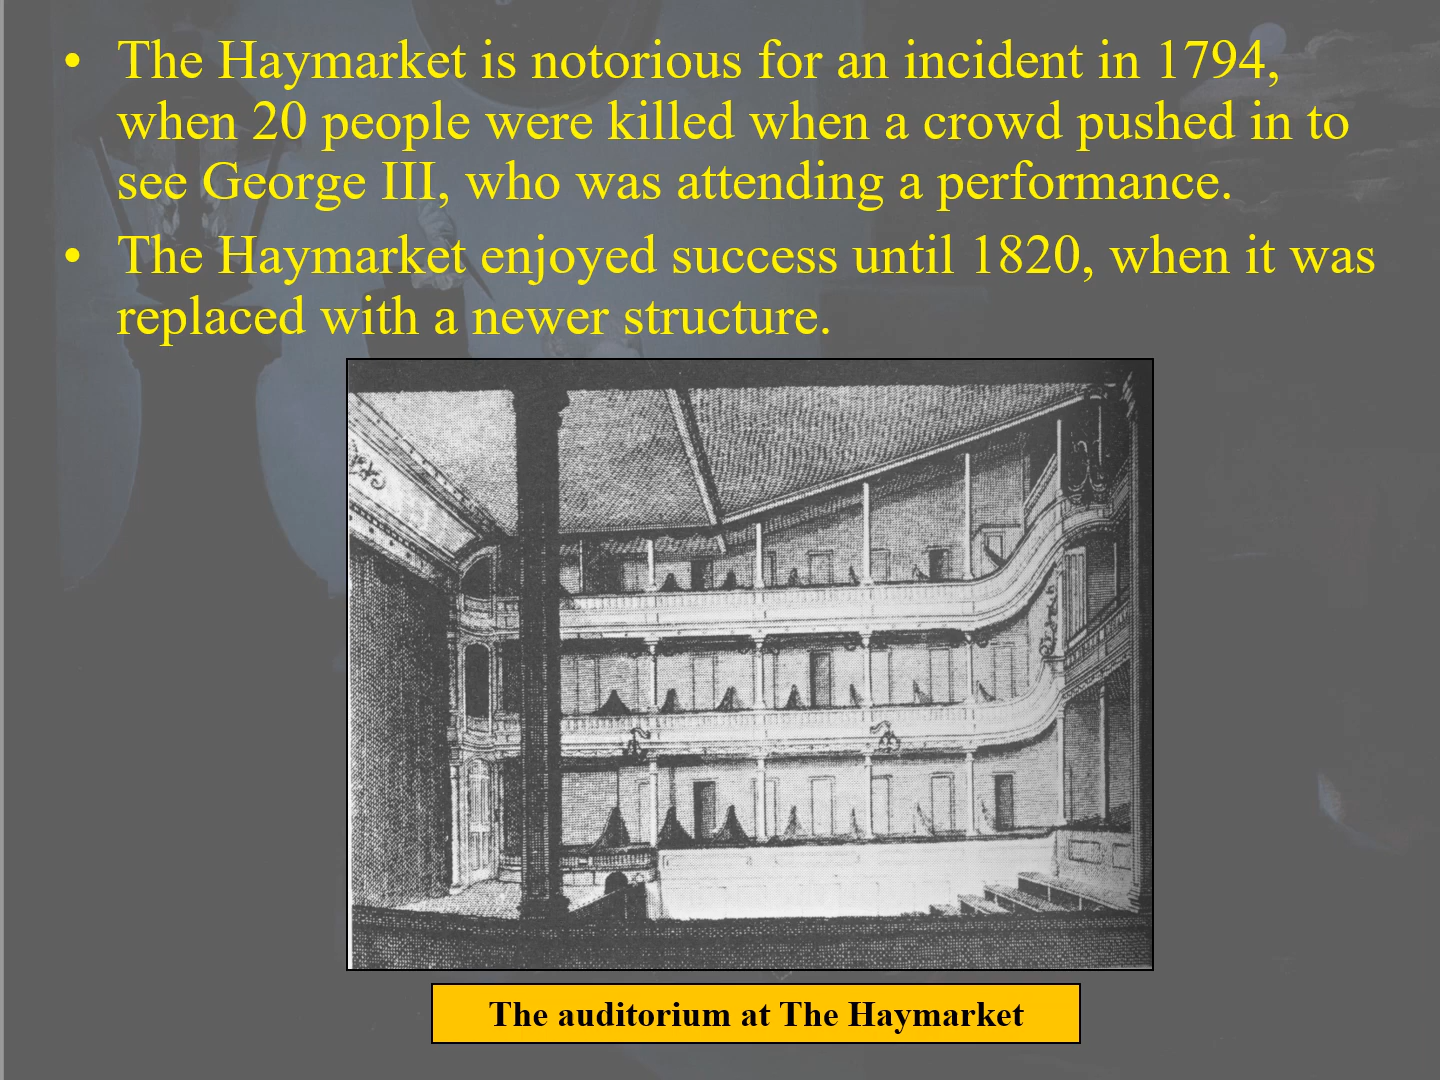 • The Haymarket is notorious for an incident in 1794,
when 20 people were killed when a crowd pushed in to
see George III, who was attending a performance.
• The Haymarket enjoyed success until 1820, when it was
replaced with a newer structure.
The auditorium at The Haymarket